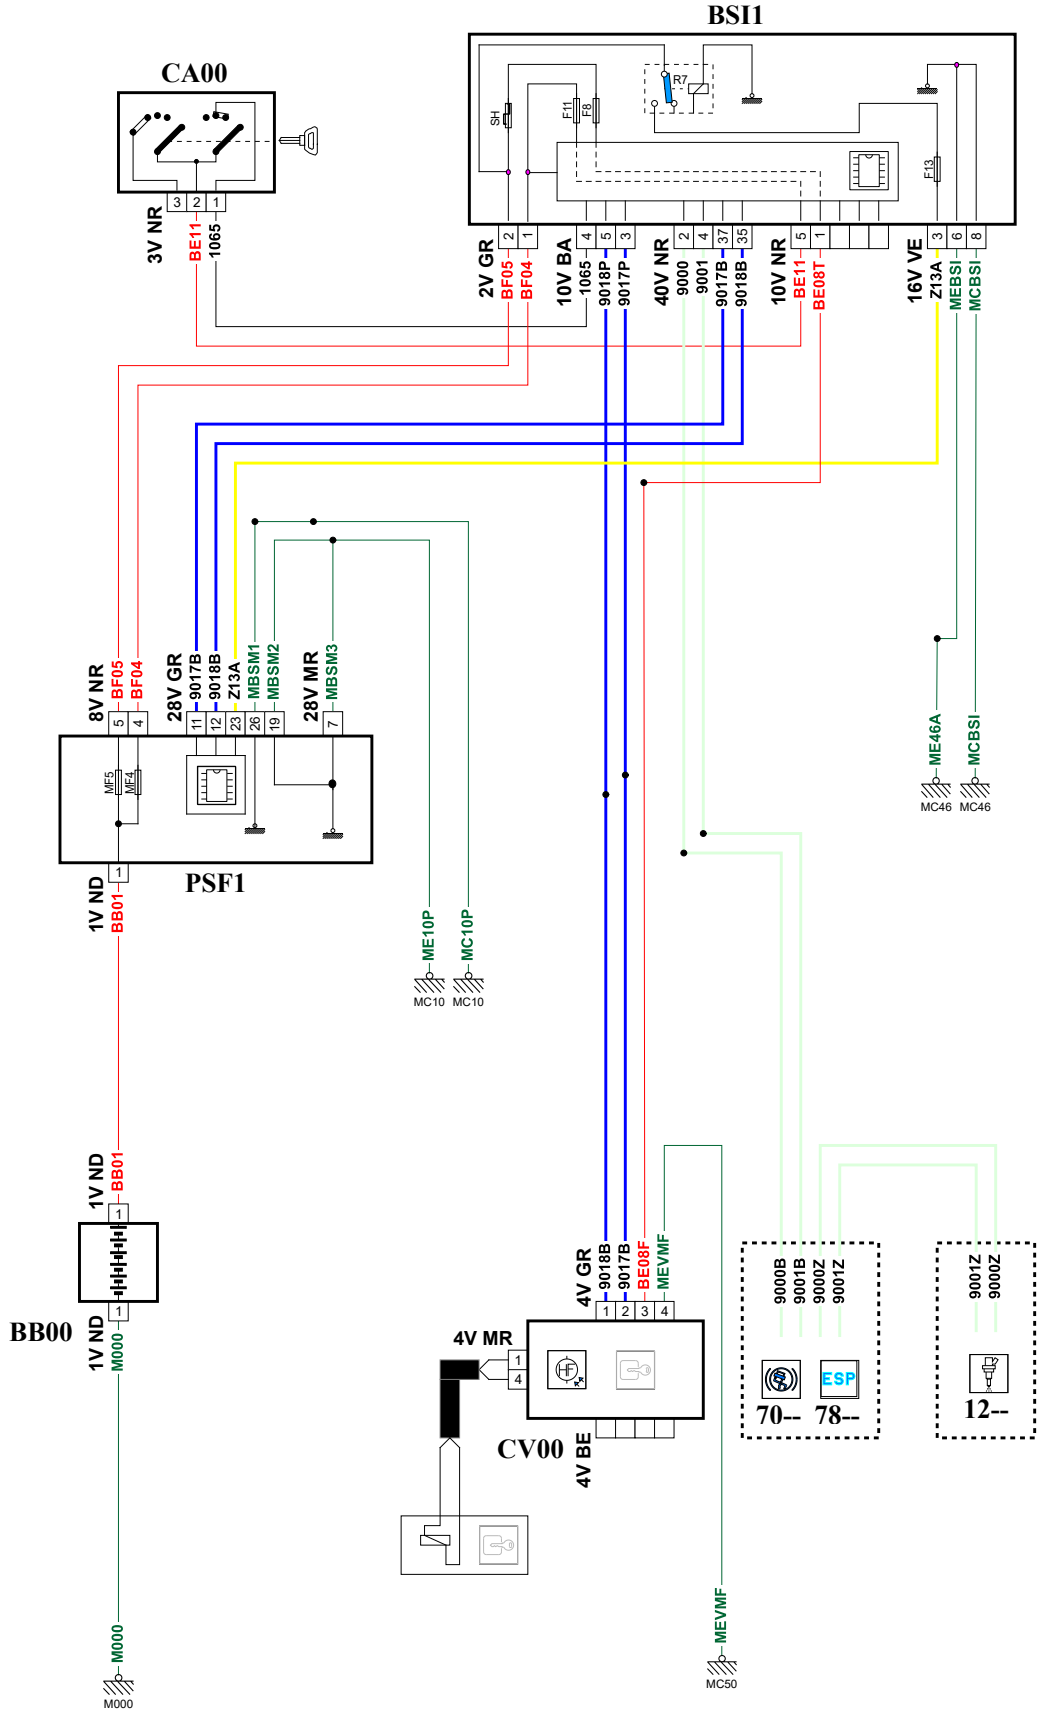 BSI1
CA00
R7
SH
F11
F8
F13
3 2 1
3V NR
BE11
1065
2 1
2V GR
BF05
BF04
4 5 3
10V BA
1065
9018P
9017P
2 4 37 35
40V NR
9000
9001
9017B
9018B
5 1
10V NR
BE11
BE08T
3 6 8
16V VE
Z13A
MEBSI
MCBSI
8V NR
BF05
BF04
5 4
28V GR
9017B
9018B
Z13A
MBSM1
MBSM2
11 12 23 26 19
28V MR
MBSM3
7
MF5
MF4
1
PSF1
1V ND
BB01
ME46A
MCBSI
MC46 MC46
ME10P
MC10P
MC10 MC10
1V ND
BB01
1
1
BB00
1V ND
M000
M000
M000
4V GR
9018B
9017B
BE08F
MEVMF
1 2 3 4
4V MR
1
4
HF
CV00
4V BE
9000B
9001B
9000Z
9001Z
ESP
70-- 78--
9001Z
9000Z
12--
MEVMF
MC50